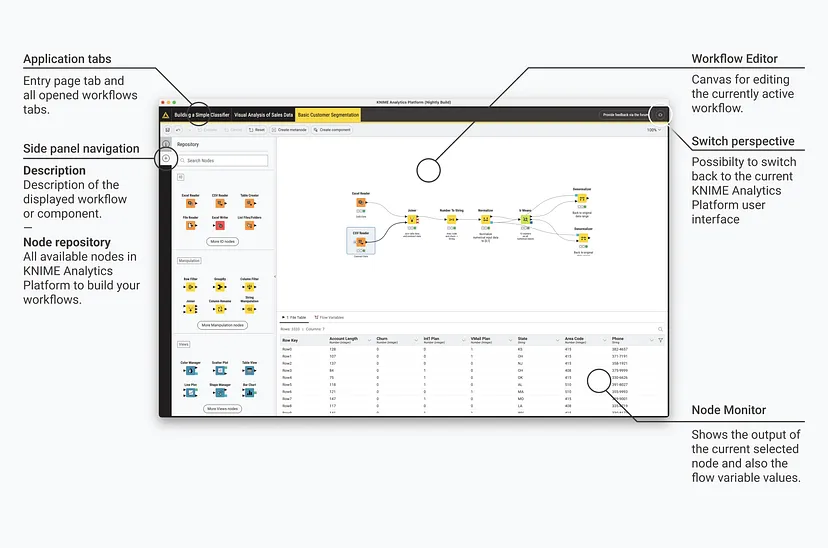 Application tabs
Entry page tab and
all opened workflows
tabs.
Side panel navigation
Description
Description of the
displayed workflow
or component.
—
Node repository
All available nodes in
KNIME Analytics
Platform to build your
workflows.
Workflow Editor
Canvas for editing
the currently active
workflow.
Switch perspective
Possibilty to switch
back to the current
KNIME Analytics
Platform user
interface
Node Monitor
Shows the output of
the current selected
node and also the
flow variable values.
KNIME Analytics Platform (Nightly Build)
Building a Simple Classifier
Visual Analysis of Sales Data
Basic Customer Segmentation
Provide feedback via the forum
Reset
Create metanode
Create component
100%
Repository
Search Nodes
IO
Excel Reader
CSV Reader
Table Creator
File Reader
Excel Writer
List Files/Folders
More IO nodes
Manipulation
Row Filter
GroupBy
Column Filter
Joiner
Column Rename
String
Manipulation
More Manipulation nodes
Views
Color Manager
Scatter Plot
Table View
Line Plot
Shape Manager
Bar Chart
More Views nodes
Excel Reader
CSV Reader
Joiner
Number To String
Normalizer
k-Means
Denormalizer
Back to original
data range
Denormalizer
Back to original
1: File Table
Flow Variables
Rows: 3333 Columns: 7
Row Key
Account Length
Churn
Intl Plan
VMail Plan
State
Area Code
Phone
Row0 128 0 0 1 KS 415 382-4657
Row1 107 0 0 1 OH 415 371-7191
Row2 137 0 0 0
Row3 84 0 1 0 OH 408
Row4 75 0 1 0 OK 415
Row5 118 0 1 0 AL 510 391-8027
Row6 121 0 0 1 MA 510 355-9993
Row7 147 0 1 0 MO 415
Row8 117 0 0 0 LA 408